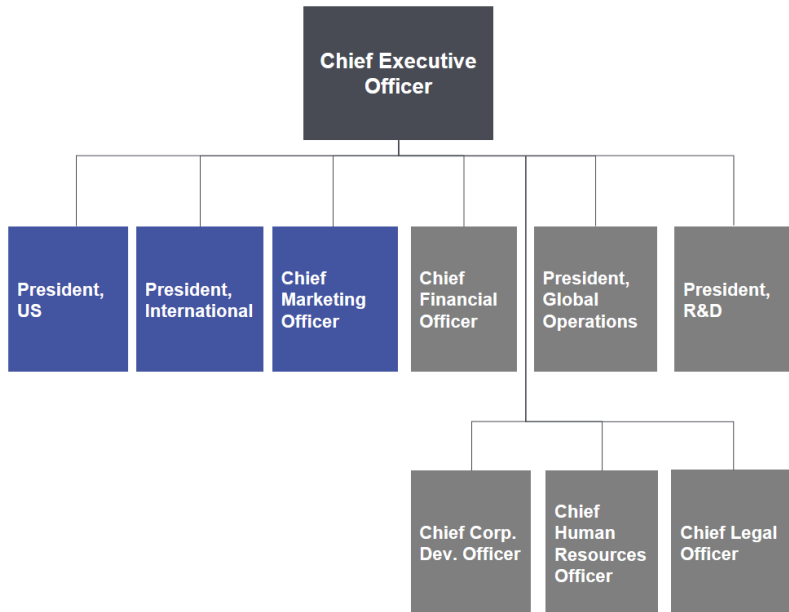 Chief Executive
Officer
President,
US
President,
International
Chief
Marketing
Officer
Chief
Financial
Officer
President,
Global
Operations
President,
R&D
Chief Corp.
Dev. Officer
Chief
Human
Resources
Officer
Chief Legal
Officer